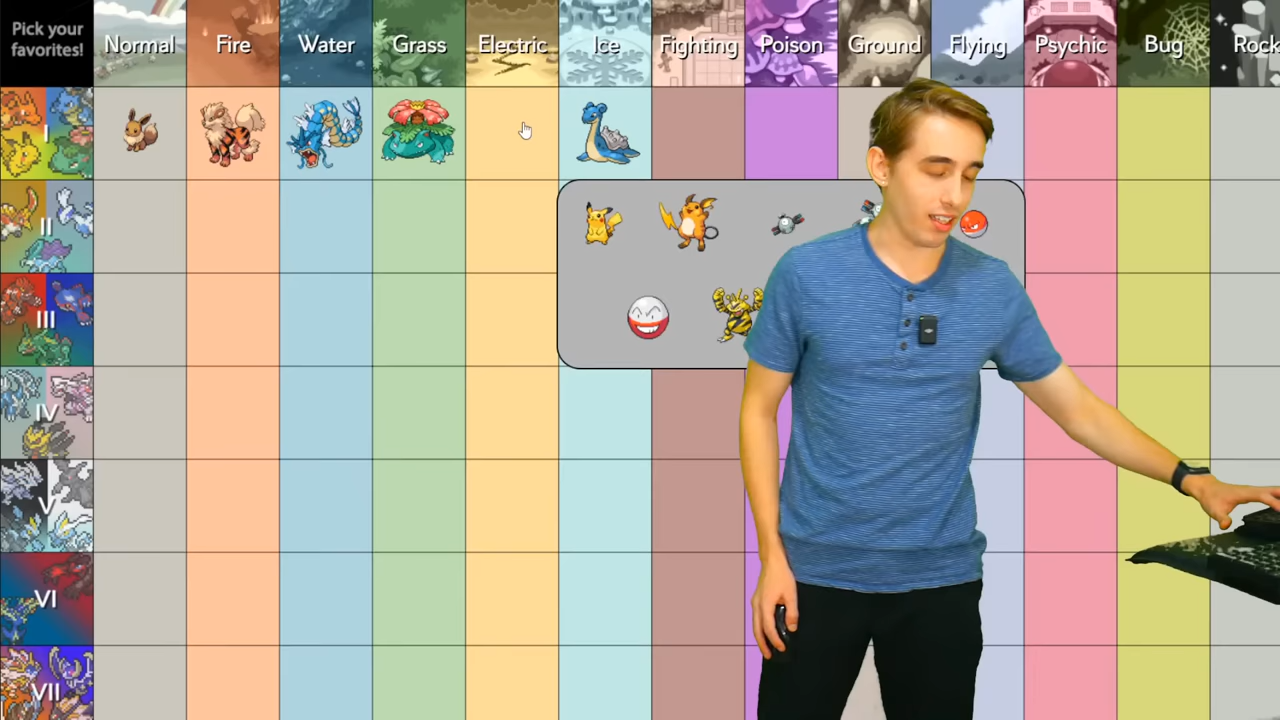 Pick your
favorites!
Normal
Fire
Water
Grass
Electric
Ice
Fighting
Poison
Ground
Flying
Psychic
Bug
Rock
I
II
III
IV
V
VI
VII